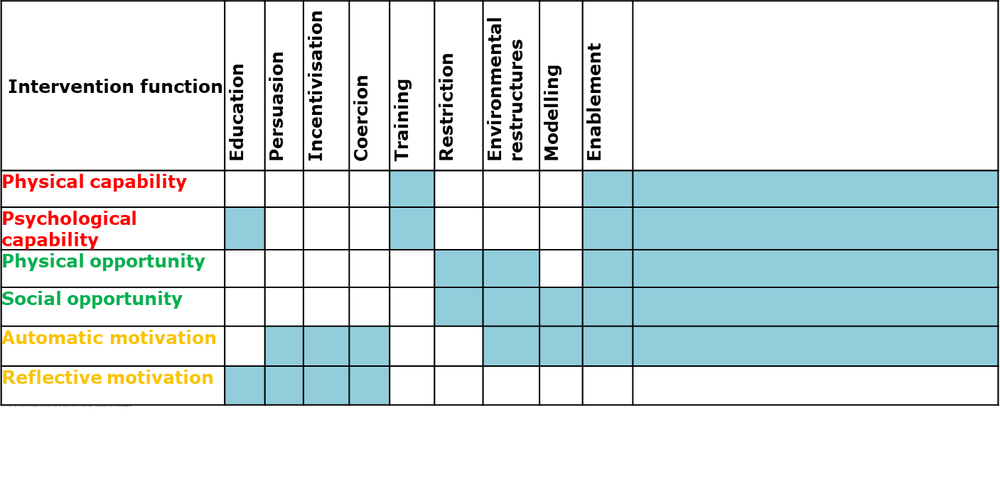 Intervention function
Education
Persuasion
Incentivisation
Coercion
Training
Restriction
Environmental
restructures
Modelling
Enablement
Physical capability
Psychological
capability
Physical opportunity
Social opportunity
Automatic motivation
Reflective motivation